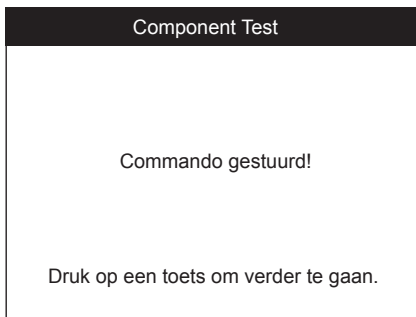 Component Test
Commando gestuurd!
Druk op een toets om verder te gaan.